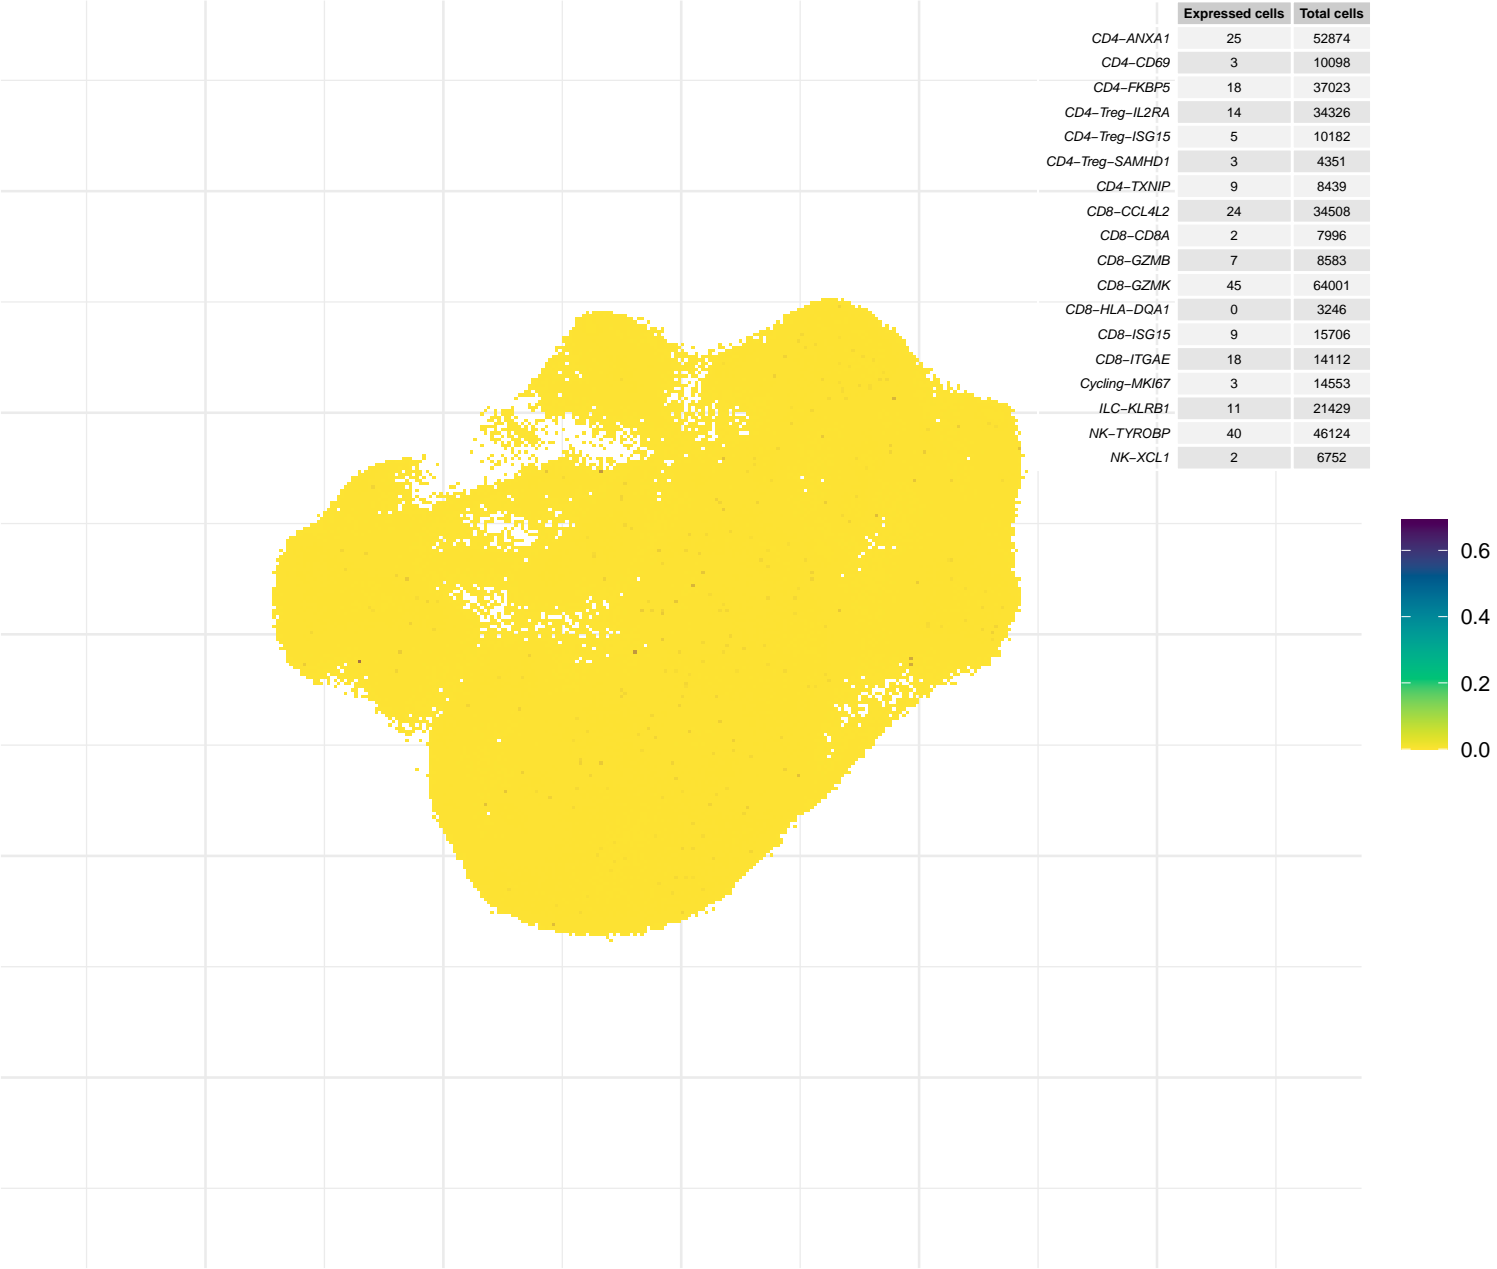 Expressed cells Total cells
CD4−ANXA1 25 52874
CD4−CD69 3 10098
CD4−FKBP5 18 37023
CD4−Treg−IL2RA 14 34326
CD4−Treg−ISG15 5 10182
CD4−Treg−SAMHD1 3 4351
CD4−TXNIP 9 8439
CD8−CCL4L2 24 34508
CD8−CD8A 2 7996
CD8−GZMB 7 8583
CD8−GZMK 45 64001
CD8−HLA−DQA1 0 3246
CD8−ISG15 9 15706
CD8−ITGAE 18 14112
Cycling−MKI67 3 14553
ILC−KLRB1 11 21429
NK−TYROBP 40 46124
NK−XCL1 2 6752
0.6
0.4
0.2
0.0